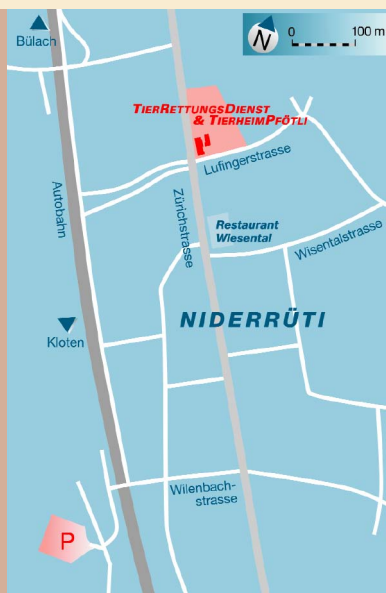 Bülach
N
0 100 m
TIERRETTUNGSDIENST
& TIERHEIMPFÖTLI
Lufingerstrasse
Autobahn
Zürichstrasse
Restaurant
Wiesental
Wisentalstrasse
NIDERRÜTI
Kloten
Wilenbach-
strasse
P